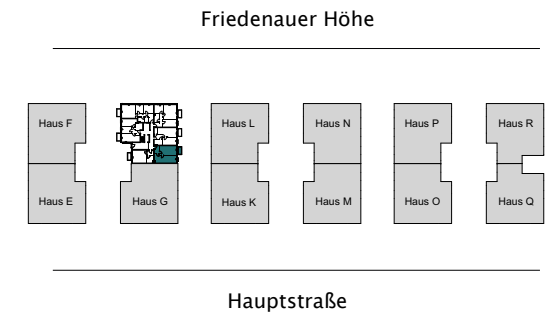 Friedenauer Höhe
Haus F
Haus L
Haus N
Haus P
Haus R
Haus E
Haus G
Haus K
Haus M
Haus O
Haus Q
Hauptstraße